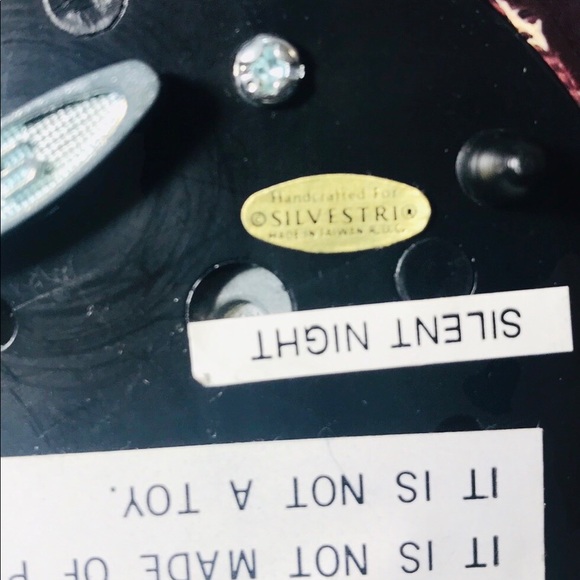 Handcrafted For
© SILVESTRI ®
MADE IN TAIWAN R.O.C.
SILENT NIGHT
IT IS NOT A TOY.
IT IS NOT MADE OF